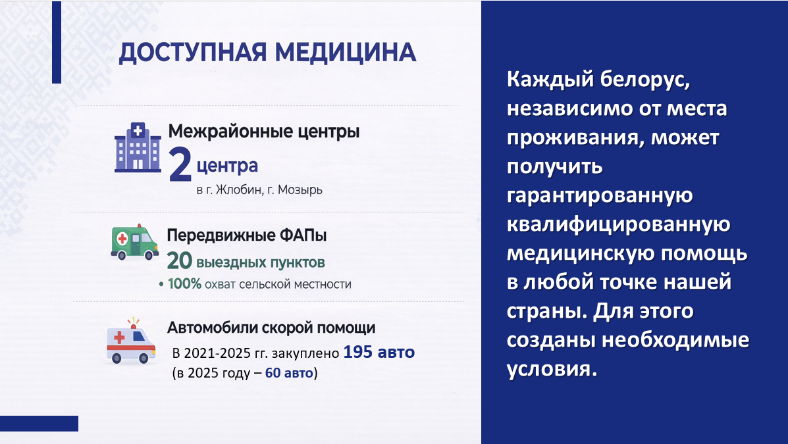 ДОСТУПНАЯ МЕДИЦИНА
Межрайонные центры
2 центра
в г. Жлобин, г. Мозырь
Передвижные ФАПы
20 выездных пунктов
• 100% охват сельской местности
Автомобили скорой помощи
В 2021-2025 гг. закуплено 195 авто
(в 2025 году – 60 авто)
Каждый белорус,
независимо от места
проживания, может
получить
гарантированную
квалифицированную
медицинскую помощь
в любой точке нашей
страны. Для этого
созданы необходимые
условия.